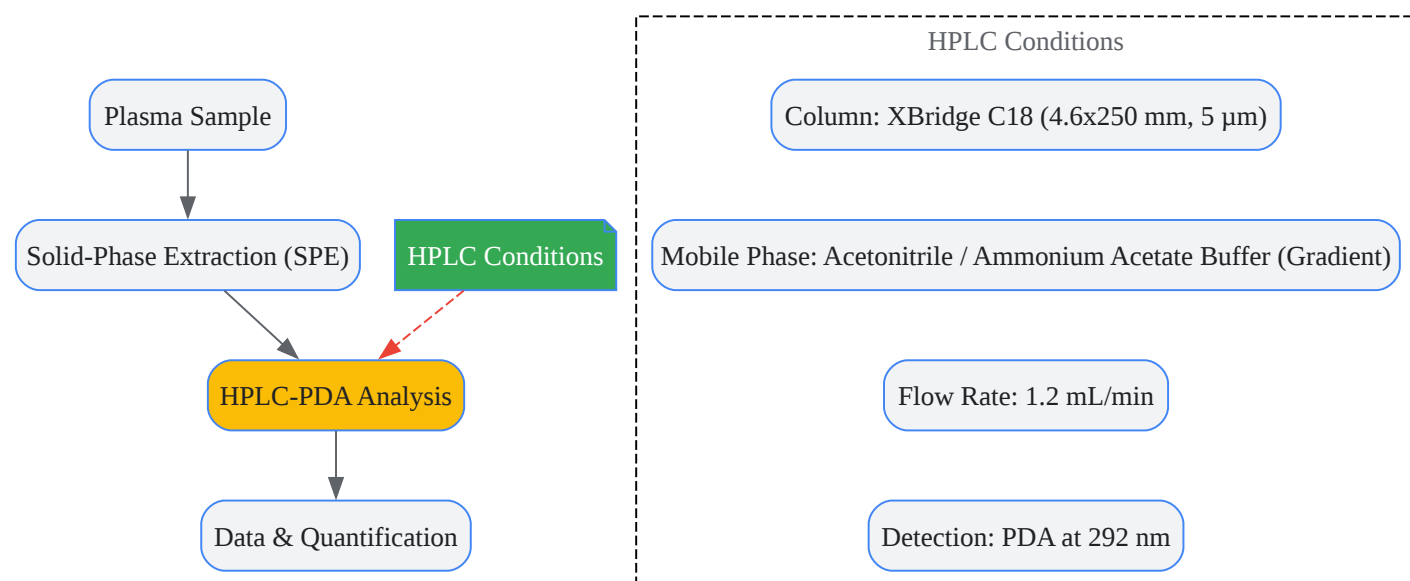 Plasma Sample
Solid-Phase Extraction (SPE)
HPLC Conditions
HPLC-PDA Analysis
Data & Quantification
HPLC Conditions
Column: XBridge C18 (4.6x250 mm, 5 µm)
Mobile Phase: Acetonitrile / Ammonium Acetate Buffer (Gradient)
Flow Rate: 1.2 mL/min
Detection: PDA at 292 nm